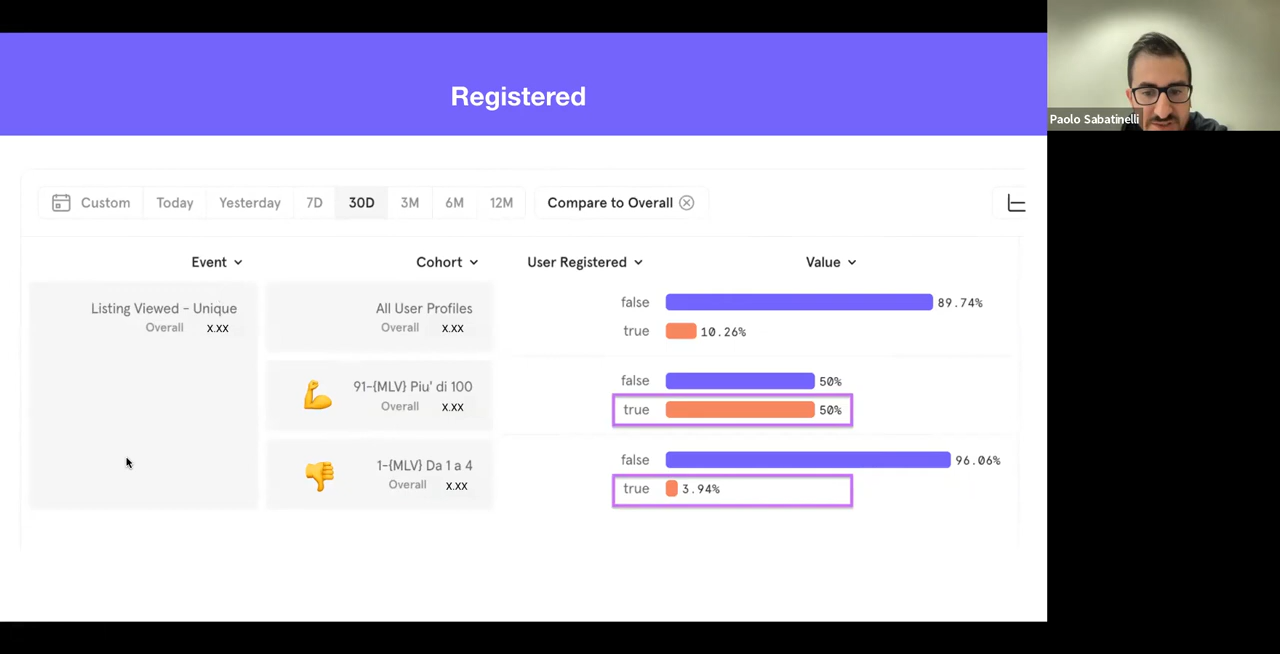 Registered
Paolo Sabatinelli
Custom Today Yesterday 7D 30D 3M 6M 12M Compare to Overall
Event Cohort User Registered Value
Listing Viewed - Unique
Overall X.XX
All User Profiles
Overall X.XX
false 89.74%
true 10.26%
91-{MLV} Piu' di 100
Overall X.XX
false 50%
true 50%
1-{MLV} Da 1 a 4
Overall X.XX
false 96.06%
true 3.94%